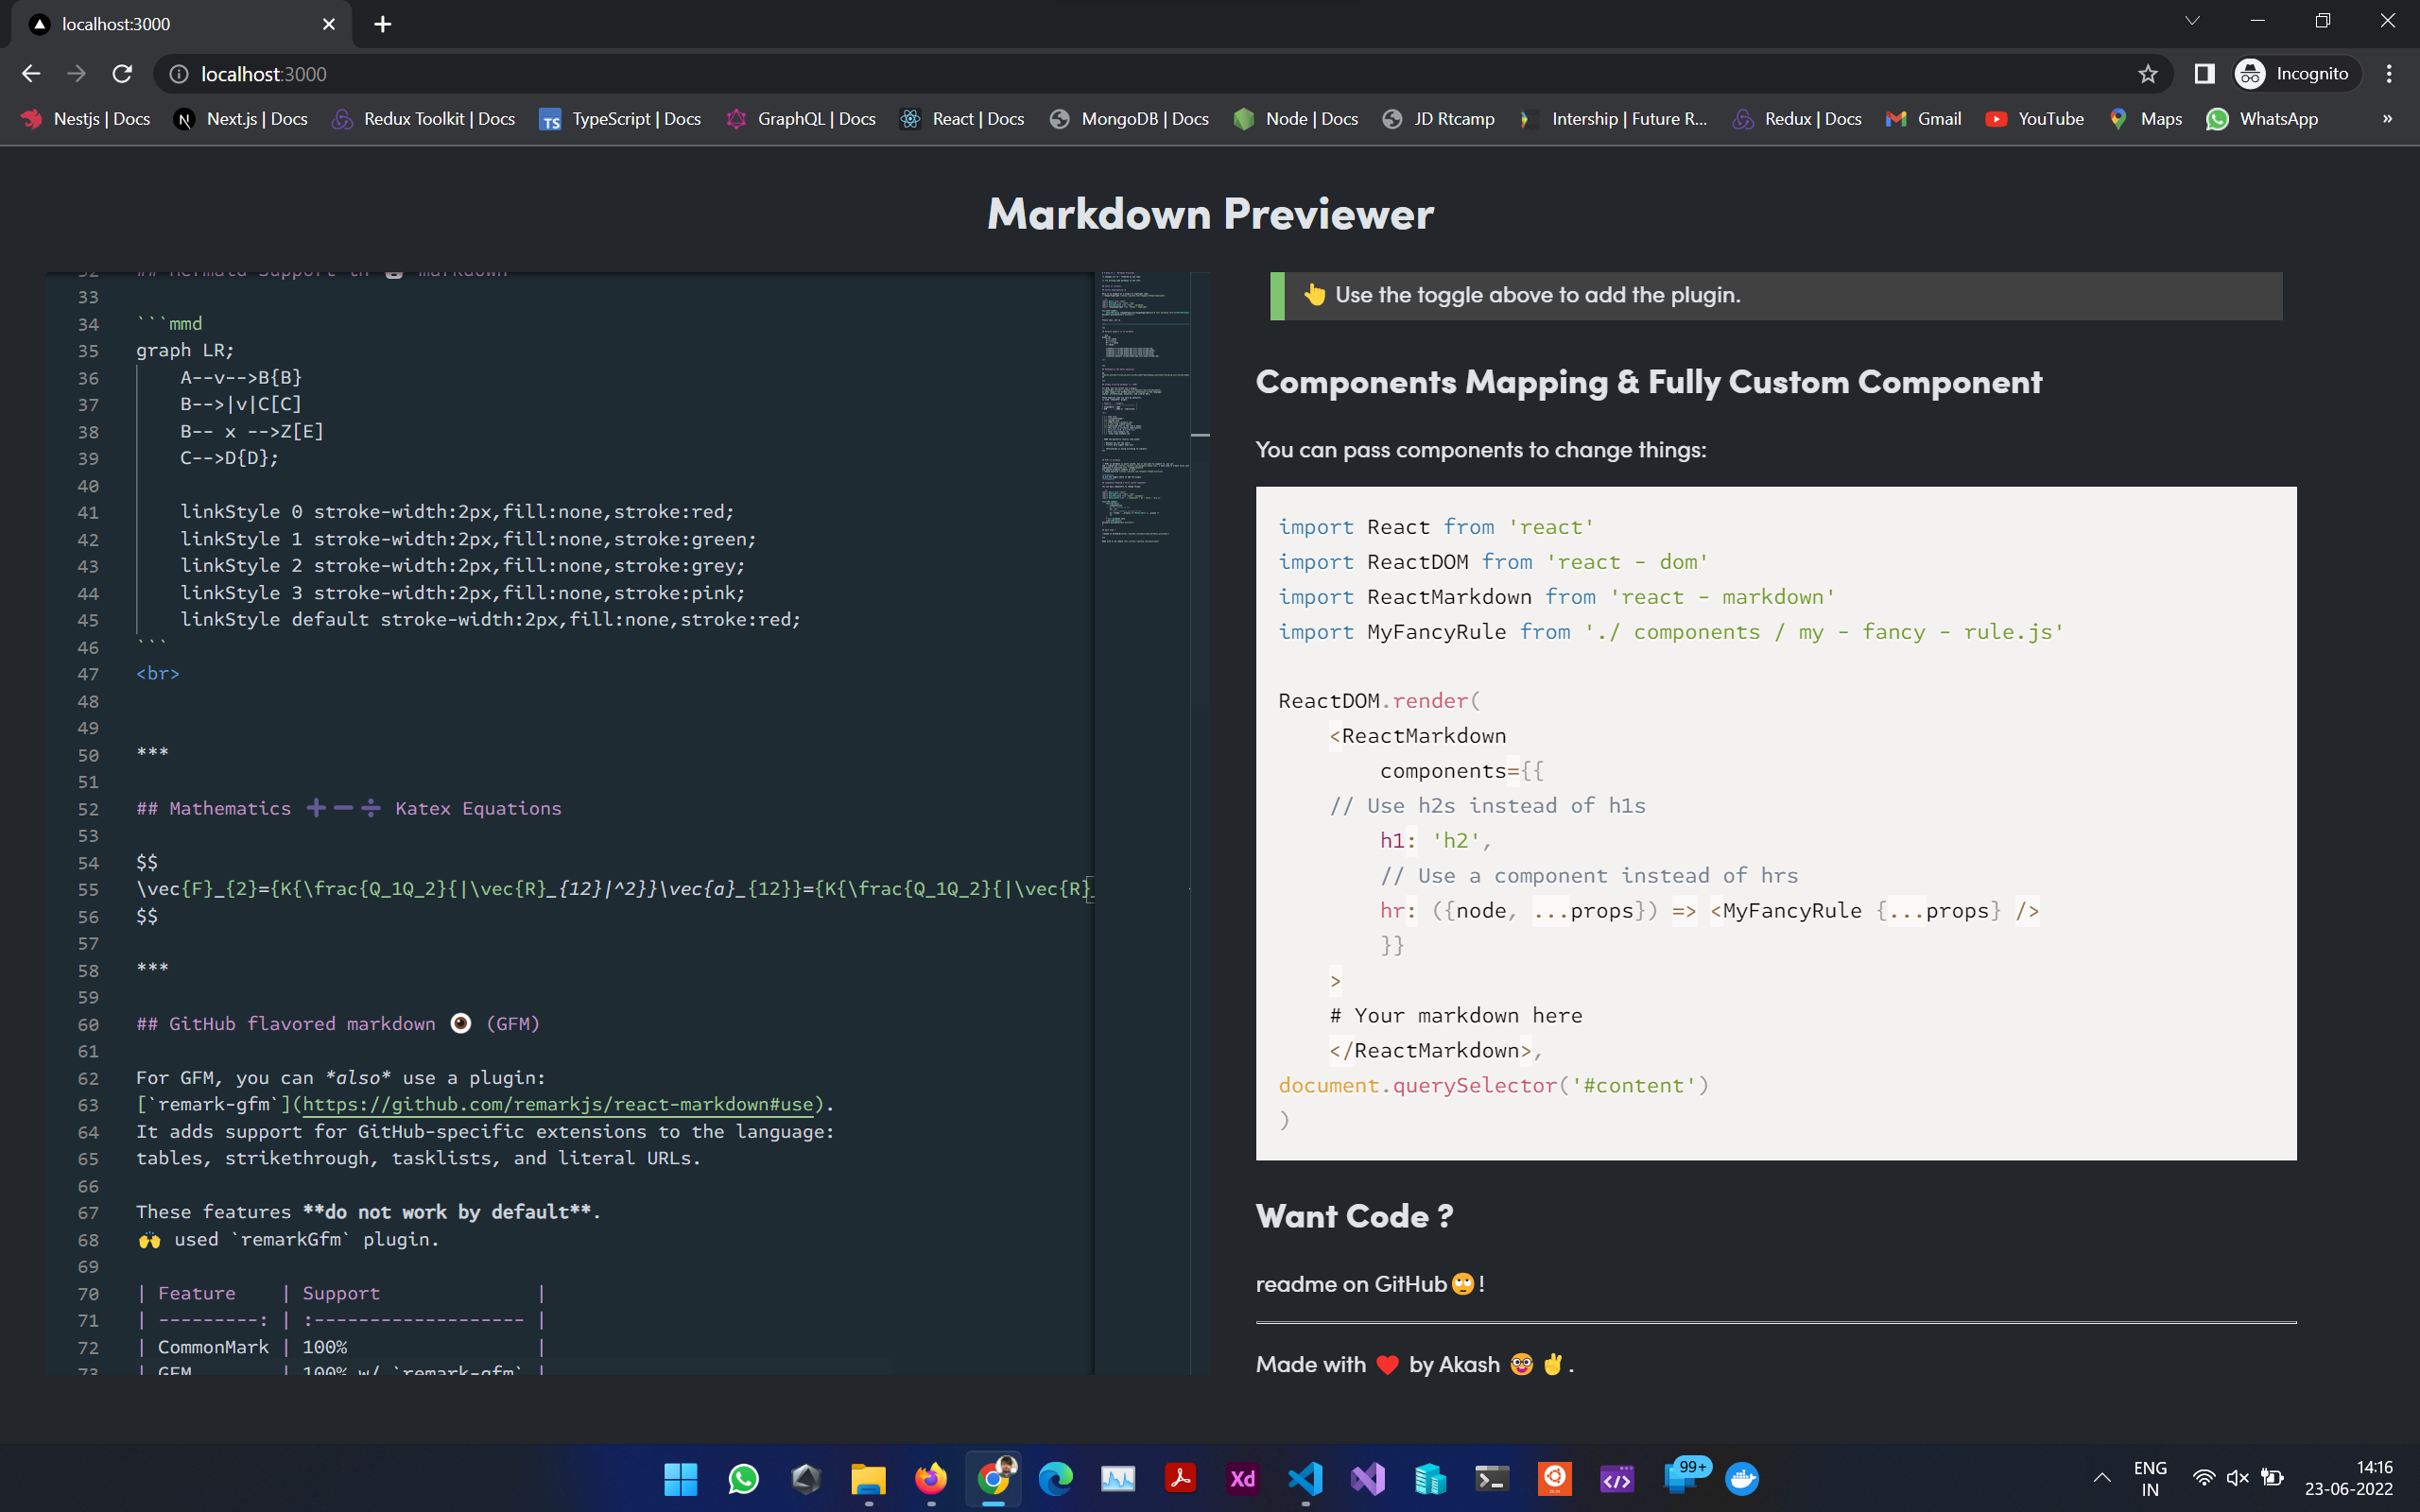 localhost:3000
localhost:3000
Incognito
Nestjs | Docs
Next.js | Docs
Redux Toolkit | Docs
TypeScript | Docs
GraphQL | Docs
React | Docs
MongoDB | Docs
Node | Docs
JD Rtcamp
Intership | Future R...
Redux | Docs
Gmail
YouTube
Maps
WhatsApp
»
Markdown Previewer
33
34 ```mmd
35 graph LR;
36     A--v-->B{B}
37     B-->|v|C[C]
38     B-- x -->Z[E]
39     C-->D{D};
40
41     linkStyle 0 stroke-width:2px,fill:none,stroke:red;
42     linkStyle 1 stroke-width:2px,fill:none,stroke:green;
43     linkStyle 2 stroke-width:2px,fill:none,stroke:grey;
44     linkStyle 3 stroke-width:2px,fill:none,stroke:pink;
45     linkStyle default stroke-width:2px,fill:none,stroke:red;
46 ```
47 <br>
48
49
50 ***
51
52 ## Mathematics ➕➖➗ Katex Equations
53
54 $$
55 \vec{F}_{2}={K{\frac{Q_1Q_2}{|\vec{R}_{12}|^2}}\vec{a}_{12}}={K{\frac{Q_1Q_2}{|\vec{R}_
56 $$
57
58 ***
59
60 ## GitHub flavored markdown 👁 (GFM)
61
62 For GFM, you can *also* use a plugin:
63 [`remark-gfm`](https://github.com/remarkjs/react-markdown#use).
64 It adds support for GitHub-specific extensions to the language:
65 tables, strikethrough, tasklists, and literal URLs.
66
67 These features **do not work by default**.
68 🙌 used `remarkGfm` plugin.
69
70 | Feature    | Support              |
71 | ---------: | :------------------- |
72 | CommonMark | 100%                 |
73 | GFM        | 100% w/ `remark-gfm` |
👆 Use the toggle above to add the plugin.
Components Mapping & Fully Custom Component
You can pass components to change things:
import React from 'react'
import ReactDOM from 'react - dom'
import ReactMarkdown from 'react - markdown'
import MyFancyRule from './ components / my - fancy - rule.js'
ReactDOM.render(
    <ReactMarkdown
        components={{
    // Use h2s instead of h1s
        h1: 'h2',
        // Use a component instead of hrs
        hr: ({node, ...props}) => <MyFancyRule {...props} />
        }}
    >
    # Your markdown here
    </ReactMarkdown>,
document.querySelector('#content')
)
Want Code ?
readme on GitHub🙄!
Made with ❤️ by Akash 🤓 ✌️.
Xd
99+
ENG
IN
14:16
23-06-2022